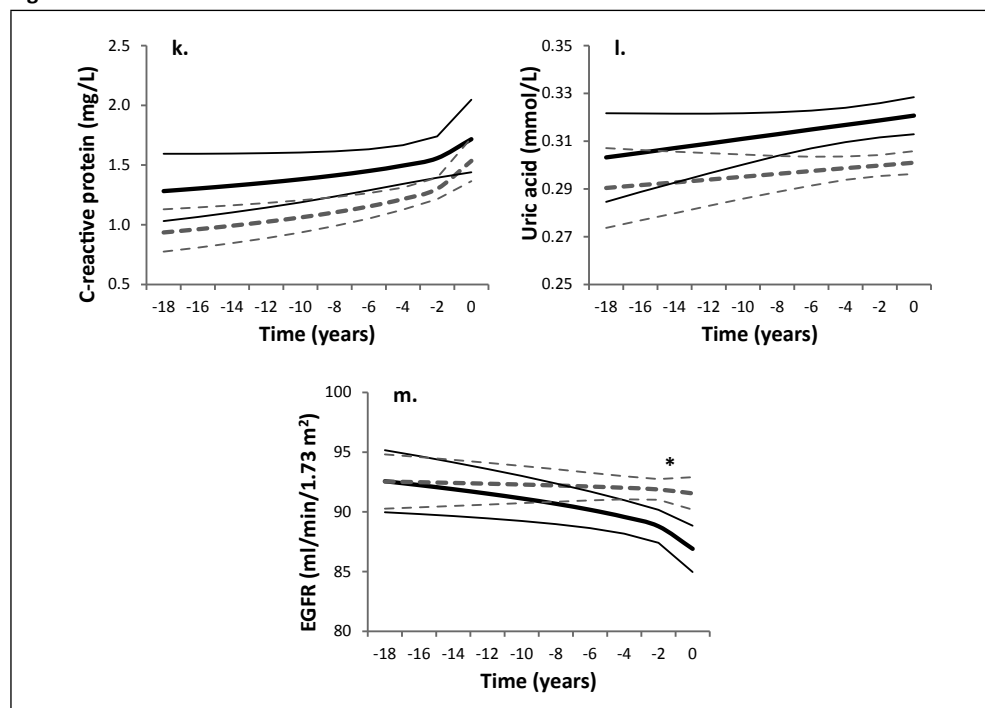 k.
C-reactive protein (mg/L)
2.5
2.0
1.5
1.0
0.5
-18 -16 -14 -12 -10 -8 -6 -4 -2 0
Time (years)
l.
Uric acid (mmol/L)
0.33
0.31
0.29
0.27
0.25
-18 -16 -14 -12 -10 -8 -6 -4 -2 0
Time (years)
m.
EGFR (ml/min/1.73 m²)
100
95
90
85
80
*
-18 -16 -14 -12 -10 -8 -6 -4 -2 0
Time (years)